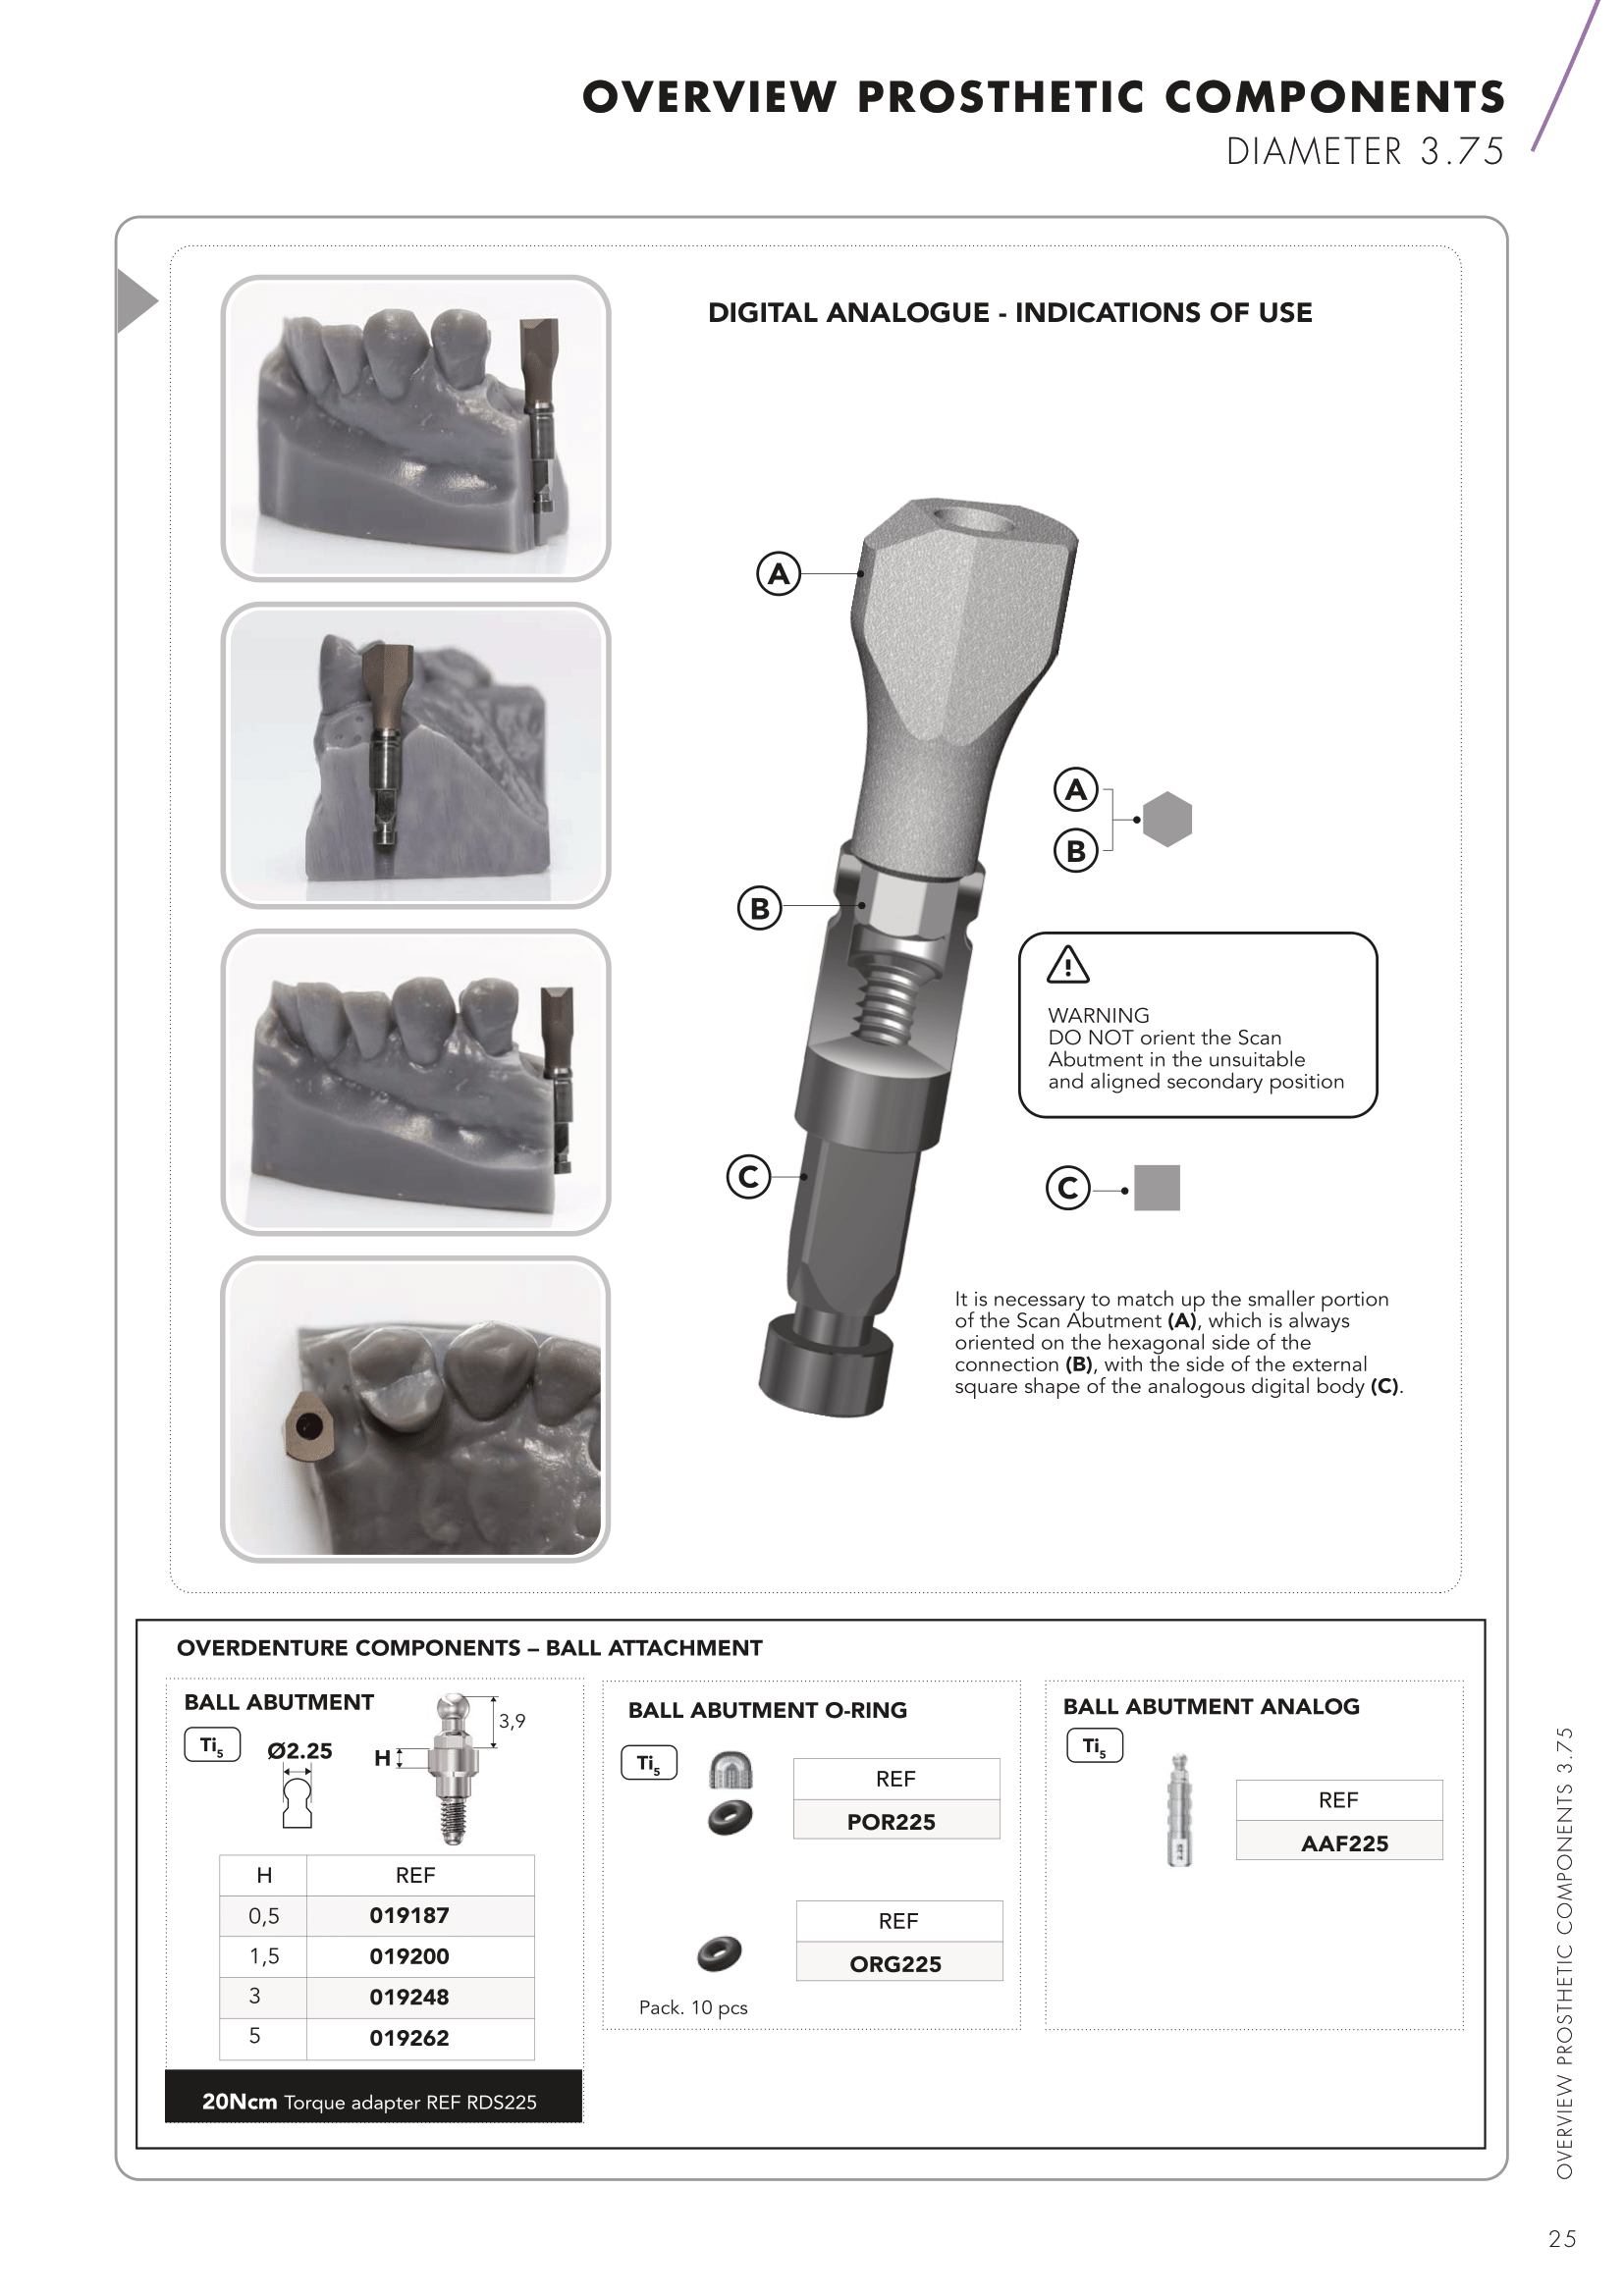 OVERVIEW PROSTHETIC COMPONENTS
DIAMETER 3.75
DIGITAL ANALOGUE - INDICATIONS OF USE
A
A
B
B
WARNING
DO NOT orient the Scan
Abutment in the unsuitable
and aligned secondary position
C
C
It is necessary to match up the smaller portion
of the Scan Abutment (A), which is always
oriented on the hexagonal side of the
connection (B), with the side of the external
square shape of the analogous digital body (C).
OVERDENTURE COMPONENTS – BALL ATTACHMENT
BALL ABUTMENT
Ti5
Ø2.25
H
3,9
H REF
0,5 019187
1,5 019200
3 019248
5 019262
20Ncm Torque adapter REF RDS225
BALL ABUTMENT O-RING
Ti5
REF
POR225
REF
ORG225
Pack. 10 pcs
BALL ABUTMENT ANALOG
Ti5
REF
AAF225
OVERVIEW PROSTHETIC COMPONENTS 3.75
25